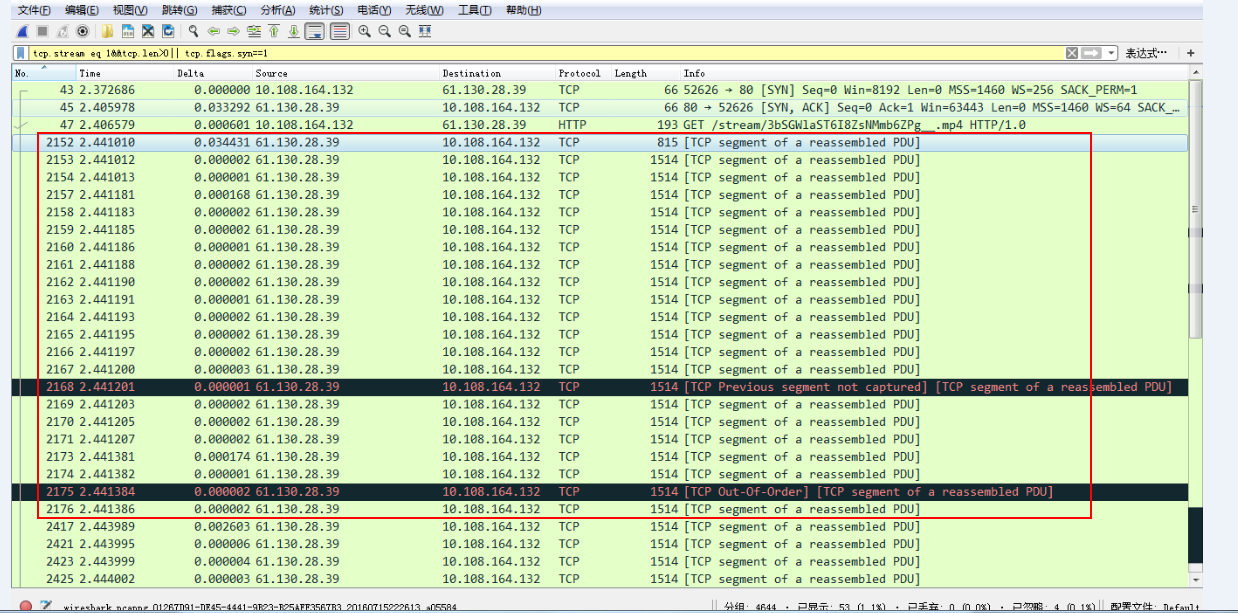 文件(F) 编辑(E) 视图(V) 跳转(G) 捕获(C) 分析(A) 统计(S) 电话(Y) 无线(W) 工具(T) 帮助(H)
tcp.stream eq 1&&tcp.len>0|| tcp.flags.syn==1 表达式… +
No. Time Delta Source Destination Protocol Length Info
43 2.372686 0.000000 10.108.164.132 61.130.28.39 TCP 66 52626 → 80 [SYN] Seq=0 Win=8192 Len=0 MSS=1460 WS=256 SACK_PERM=1
45 2.405978 0.033292 61.130.28.39 10.108.164.132 TCP 66 80 → 52626 [SYN, ACK] Seq=0 Ack=1 Win=63443 Len=0 MSS=1460 WS=64 SACK_…
47 2.406579 0.000601 10.108.164.132 61.130.28.39 HTTP 193 GET /stream/3bSGWlaST6I8ZsNMmb6ZPg__.mp4 HTTP/1.0
2152 2.441010 0.034431 61.130.28.39 10.108.164.132 TCP 815 [TCP segment of a reassembled PDU]
2153 2.441012 0.000002 61.130.28.39 10.108.164.132 TCP 1514 [TCP segment of a reassembled PDU]
2154 2.441013 0.000001 61.130.28.39 10.108.164.132 TCP 1514 [TCP segment of a reassembled PDU]
2157 2.441181 0.000168 61.130.28.39 10.108.164.132 TCP 1514 [TCP segment of a reassembled PDU]
2158 2.441183 0.000002 61.130.28.39 10.108.164.132 TCP 1514 [TCP segment of a reassembled PDU]
2159 2.441185 0.000002 61.130.28.39 10.108.164.132 TCP 1514 [TCP segment of a reassembled PDU]
2160 2.441186 0.000001 61.130.28.39 10.108.164.132 TCP 1514 [TCP segment of a reassembled PDU]
2161 2.441188 0.000002 61.130.28.39 10.108.164.132 TCP 1514 [TCP segment of a reassembled PDU]
2162 2.441190 0.000002 61.130.28.39 10.108.164.132 TCP 1514 [TCP segment of a reassembled PDU]
2163 2.441191 0.000001 61.130.28.39 10.108.164.132 TCP 1514 [TCP segment of a reassembled PDU]
2164 2.441193 0.000002 61.130.28.39 10.108.164.132 TCP 1514 [TCP segment of a reassembled PDU]
2165 2.441195 0.000002 61.130.28.39 10.108.164.132 TCP 1514 [TCP segment of a reassembled PDU]
2166 2.441197 0.000002 61.130.28.39 10.108.164.132 TCP 1514 [TCP segment of a reassembled PDU]
2167 2.441200 0.000003 61.130.28.39 10.108.164.132 TCP 1514 [TCP segment of a reassembled PDU]
2168 2.441201 0.000001 61.130.28.39 10.108.164.132 TCP 1514 [TCP Previous segment not captured] [TCP segment of a reassembled PDU]
2169 2.441203 0.000002 61.130.28.39 10.108.164.132 TCP 1514 [TCP segment of a reassembled PDU]
2170 2.441205 0.000002 61.130.28.39 10.108.164.132 TCP 1514 [TCP segment of a reassembled PDU]
2171 2.441207 0.000002 61.130.28.39 10.108.164.132 TCP 1514 [TCP segment of a reassembled PDU]
2173 2.441381 0.000174 61.130.28.39 10.108.164.132 TCP 1514 [TCP segment of a reassembled PDU]
2174 2.441382 0.000001 61.130.28.39 10.108.164.132 TCP 1514 [TCP segment of a reassembled PDU]
2175 2.441384 0.000002 61.130.28.39 10.108.164.132 TCP 1514 [TCP Out-Of-Order] [TCP segment of a reassembled PDU]
2176 2.441386 0.000002 61.130.28.39 10.108.164.132 TCP 1514 [TCP segment of a reassembled PDU]
2417 2.443989 0.002603 61.130.28.39 10.108.164.132 TCP 1514 [TCP segment of a reassembled PDU]
2421 2.443995 0.000006 61.130.28.39 10.108.164.132 TCP 1514 [TCP segment of a reassembled PDU]
2423 2.443999 0.000004 61.130.28.39 10.108.164.132 TCP 1514 [TCP segment of a reassembled PDU]
2425 2.444002 0.000003 61.130.28.39 10.108.164.132 TCP 1514 [TCP segment of a reassembled PDU]
wireshark_pcapng_01267D91-DE45-4441-9B23-B25AFF3567B3_20160715222613_a05584 分组: 4644 · 已显示: 53 (1.1%) · 已丢弃: 0 (0.0%) · 已忽略: 4 (0.1%) 配置文件: Default